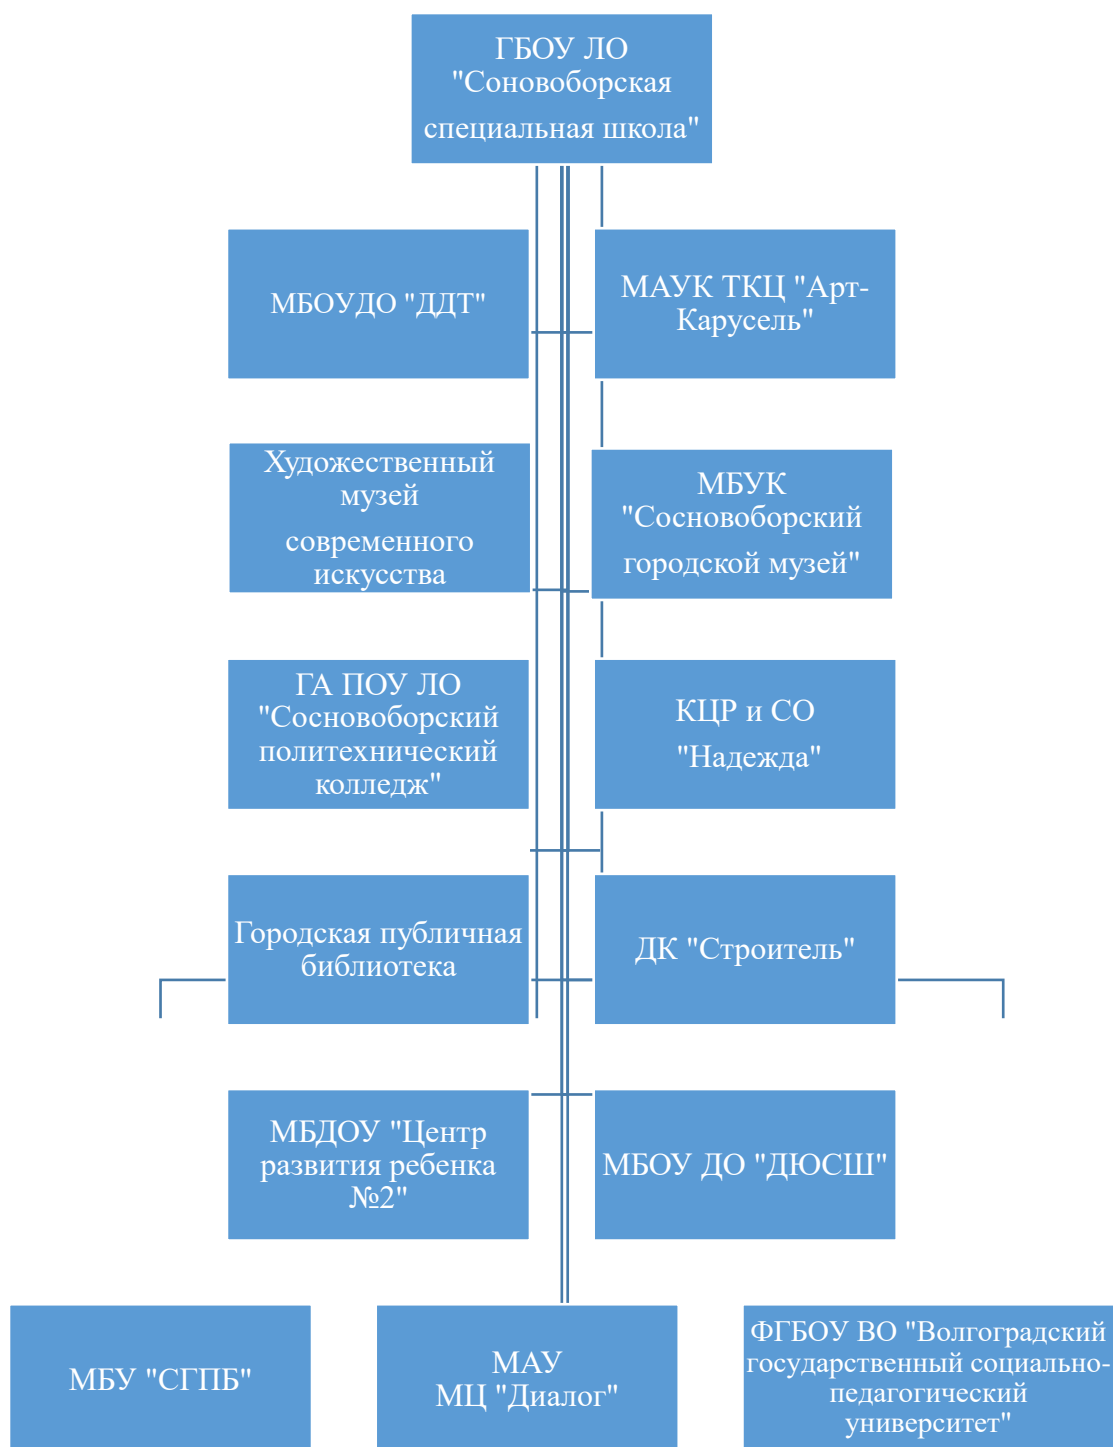 ГБОУ ЛО
"Соновоборская
специальная школа"
МБОУДО "ДДТ"
МАУК ТКЦ "Арт-
Карусель"
Художественный
музей
современного
искусства
МБУК
"Сосновоборский
городской музей"
ГА ПОУ ЛО
"Сосновоборский
политехнический
колледж"
КЦР и СО
"Надежда"
Городская публичная
библиотека
ДК "Строитель"
МБДОУ "Центр
развития ребенка
№2"
МБОУ ДО "ДЮСШ"
МБУ "СГПБ"
МАУ
МЦ "Диалог"
ФГБОУ ВО "Волгоградский
государственный социально-
педагогический
университет"